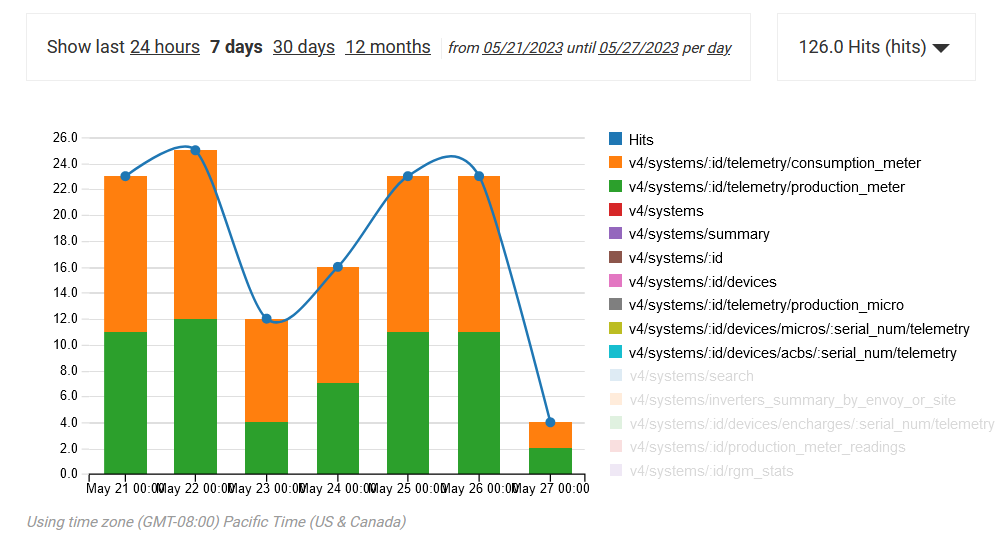 Show last 24 hours 7 days 30 days 12 months from 05/21/2023 until 05/27/2023 per day
126.0 Hits (hits)
26.0
24.0
22.0
20.0
18.0
16.0
14.0
12.0
10.0
8.0
6.0
4.0
2.0
0.0
May 21 00:00 May 22 00:00 May 23 00:00 May 24 00:00 May 25 00:00 May 26 00:00 May 27 00:00
Hits
v4/systems/:id/telemetry/consumption_meter
v4/systems/:id/telemetry/production_meter
v4/systems
v4/systems/summary
v4/systems/:id
v4/systems/:id/devices
v4/systems/:id/telemetry/production_micro
v4/systems/:id/devices/micros/:serial_num/telemetry
v4/systems/:id/devices/acbs/:serial_num/telemetry
v4/systems/search
v4/systems/inverters_summary_by_envoy_or_site
v4/systems/:id/devices/encharges/:serial_num/telemetry
v4/systems/:id/production_meter_readings
v4/systems/:id/rgm_stats
Using time zone (GMT-08:00) Pacific Time (US & Canada)